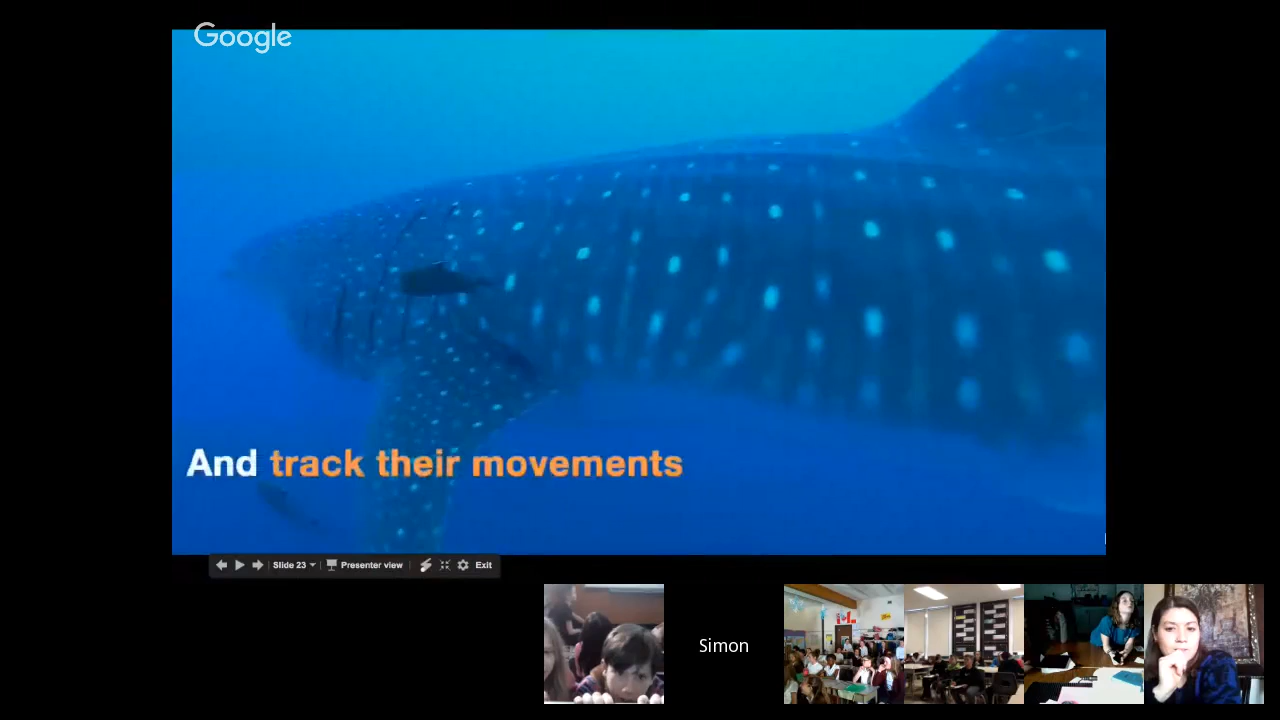 Google
And track their movements
Slide 23 Presenter view Exit
Simon